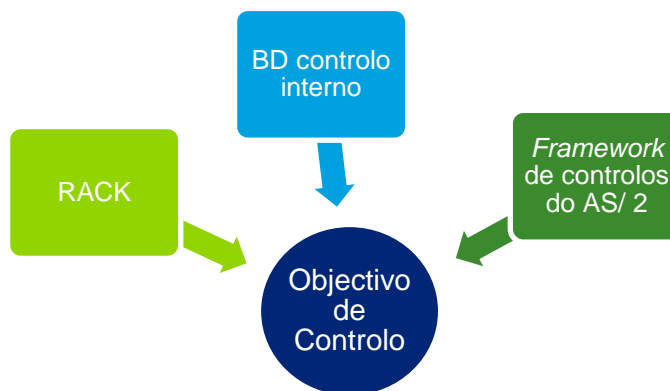 BD controlo
interno
RACK
Framework
de controlos
do AS/ 2
Objectivo
de
Controlo